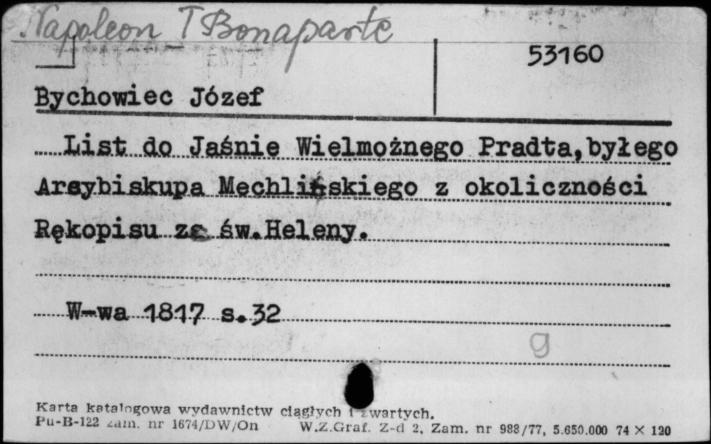 Napoleon I Bonaparte
53160
Bychowiec Józef
List do Jaśnie Wielmożnego Pradta,byłego
Arsybiskupa Mechlińskiego z okoliczności
Rękopisu ze św.Heleny.
W-wa 1817 s.32
g
Karta katalogowa wydawnictw ciągłych i zwartych.
Pu-B-122 zam. nr 1674/DW/On W.Z.Graf. Z-d 2, Zam. nr 988/77, 5.650.000 74 × 120